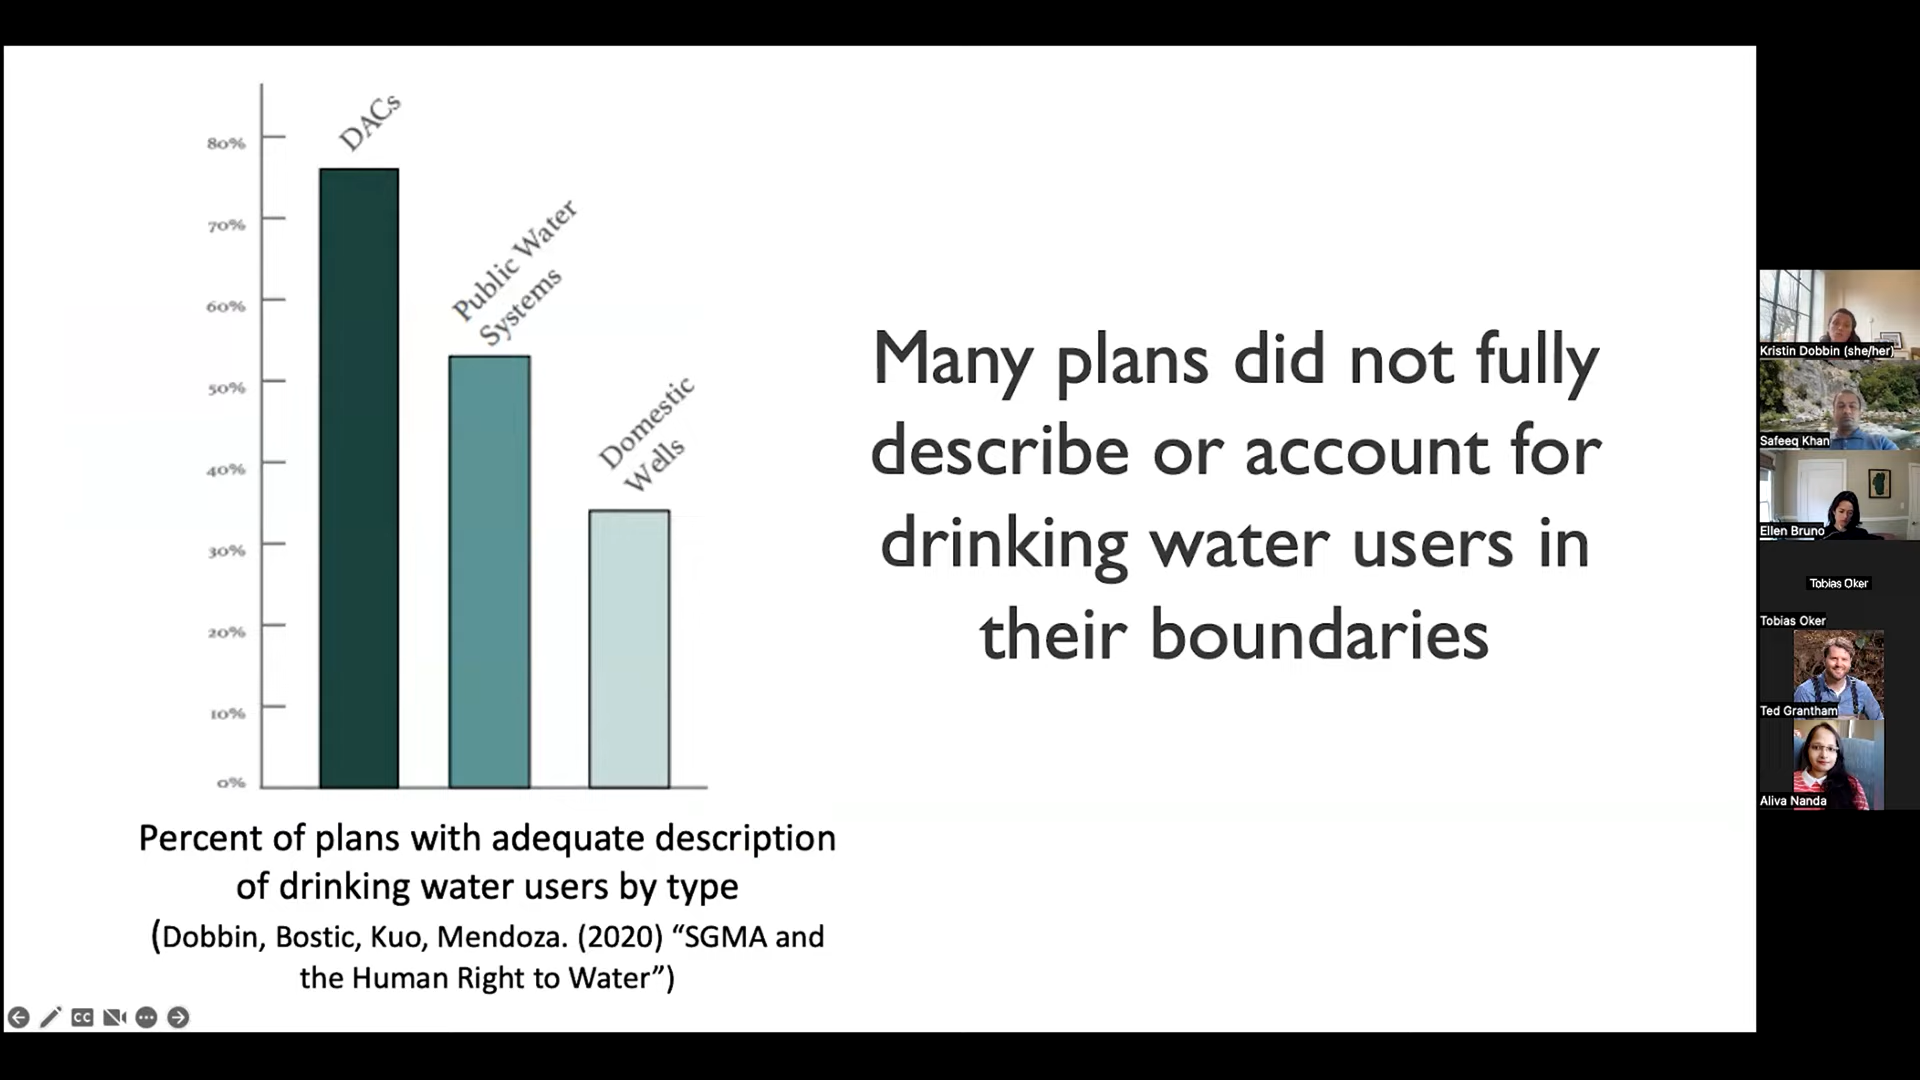 DACs
80%
Public Water
Systems
70%
60%
Domestic
Wells
50%
40%
30%
20%
10%
0%
Percent of plans with adequate description
of drinking water users by type
(Dobbin, Bostic, Kuo, Mendoza. (2020) “SGMA and
the Human Right to Water”)
Many plans did not fully
describe or account for
drinking water users in
their boundaries
CC
Kristin Dobbin (she/her)
Safeeq Khan
Ellen Bruno
Tobias Oker
Tobias Oker
Ted Grantham
Aliva Nanda